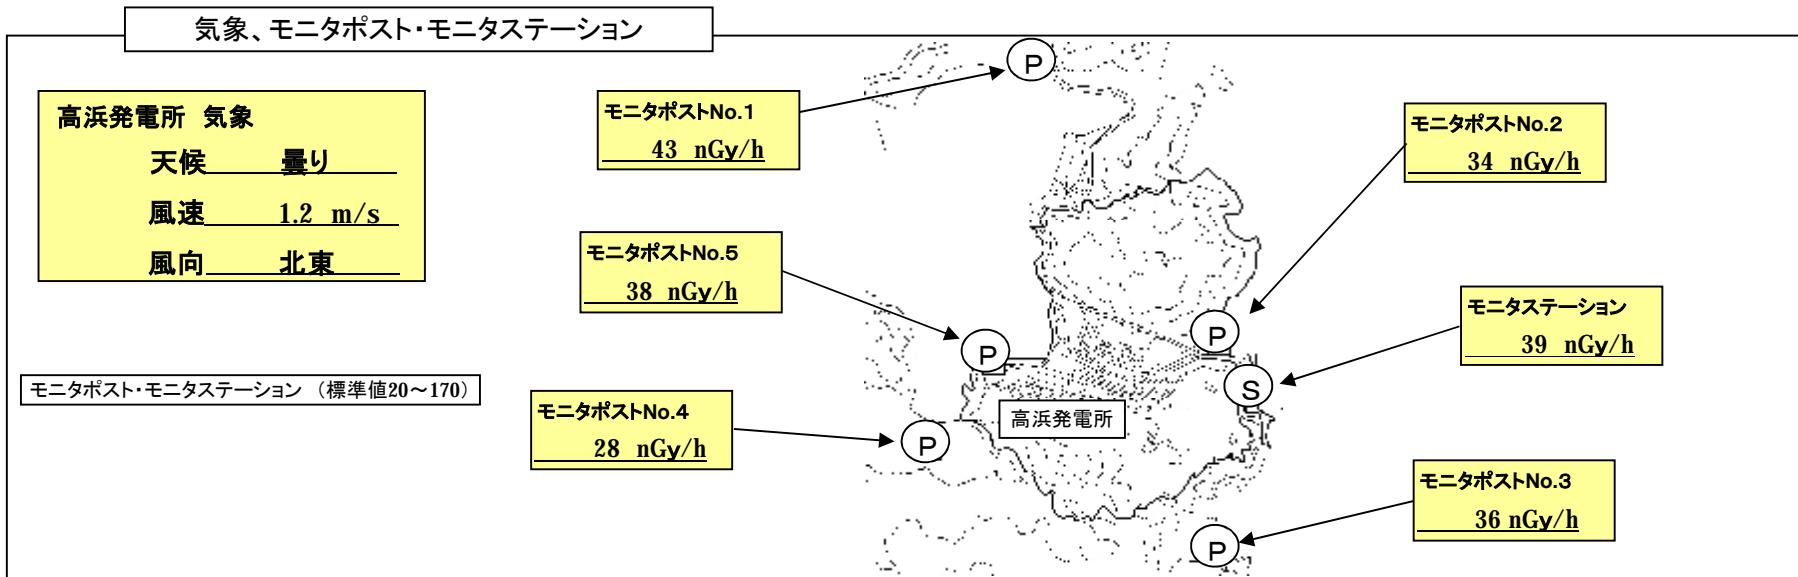 気象、モニタポスト・モニタステーション
P
高浜発電所 気象
天候 曇り
風速 1.2 m/s
風向 北東
モニタポストNo.1
43 nGy/h
モニタポストNo.2
34 nGy/h
モニタポストNo.5
38 nGy/h
P
P
モニタステーション
39 nGy/h
S
モニタポスト・モニタステーション （標準値20～170）
モニタポストNo.4
28 nGy/h
P
高浜発電所
モニタポストNo.3
36 nGy/h
P